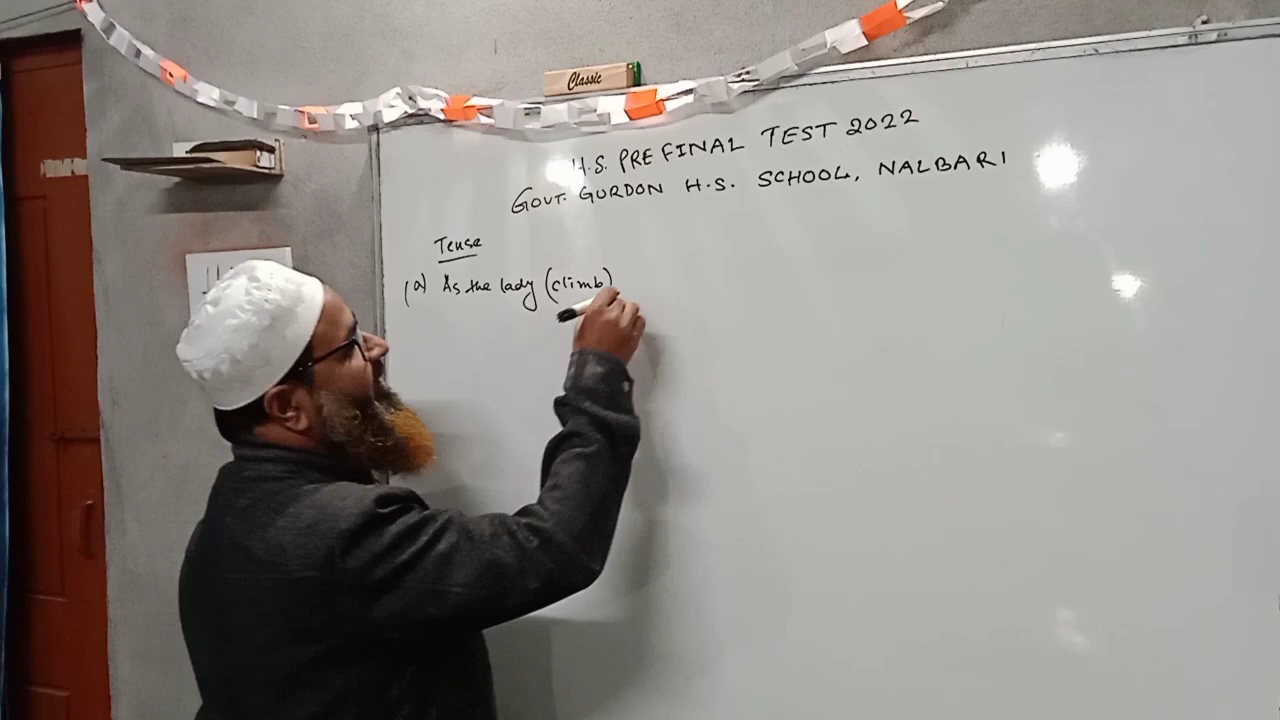 Classic
H.S. PRE FINAL TEST 2022
GOVT. GURDON H.S. SCHOOL, NALBARI
Tense
(a) As the lady (climb)